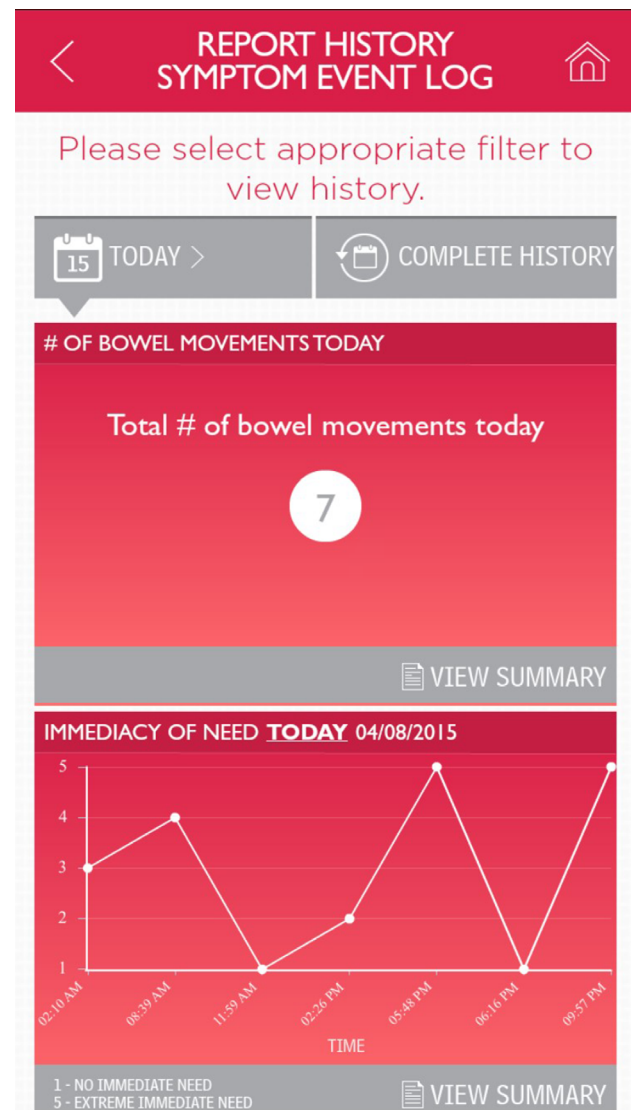 REPORT HISTORY
SYMPTOM EVENT LOG
Please select appropriate filter to
view history.
15 TODAY >
COMPLETE HISTORY
# OF BOWEL MOVEMENTS TODAY
Total # of bowel movements today
7
VIEW SUMMARY
IMMEDIACY OF NEED TODAY 04/08/2015
5
4
3
2
1
02:10 AM 08:39 AM 11:59 AM 02:26 PM 05:48 PM 06:16 PM 09:57 PM
TIME
1 - NO IMMEDIATE NEED
5 - EXTREME IMMEDIATE NEED
VIEW SUMMARY